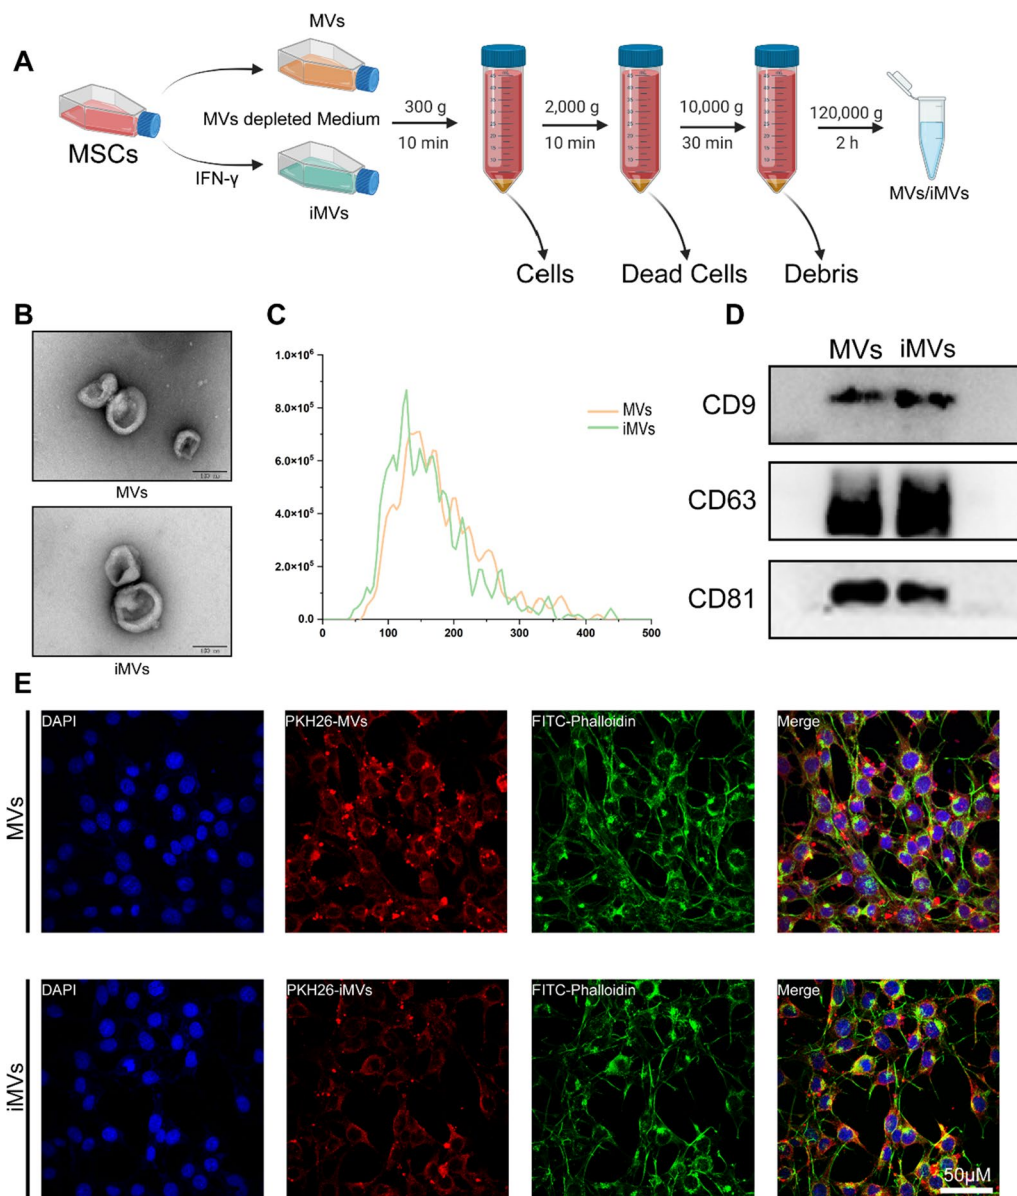 A
MVs
MSCs
MVs depleted Medium
IFN-γ
iMVs
300 g
10 min
2,000 g
10 min
10,000 g
30 min
120,000 g
2 h
MVs/iMVs
Cells
Dead Cells
Debris
B
MVs
iMVs
C
1.0×10⁶
8.0×10⁵
6.0×10⁵
4.0×10⁵
2.0×10⁵
0.0
0
100
200
300
400
500
MVs
iMVs
D
MVs iMVs
CD9
CD63
CD81
E
MVs
DAPI
PKH26-MVs
FITC-Phalloidin
Merge
iMVs
DAPI
PKH26-iMVs
FITC-Phalloidin
Merge
50μM